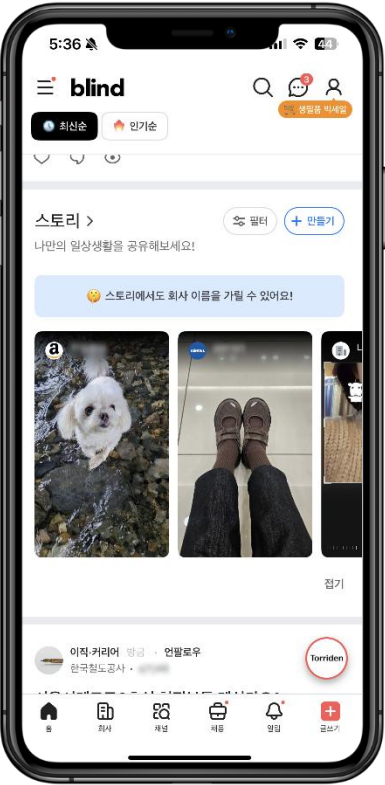 5:36
44
blind
3
생필품 빅세일
최신순
인기순
스토리 >
필터
+ 만들기
나만의 일상생활을 공유해보세요!
스토리에서도 회사 이름을 가릴 수 있어요!
a
접기
이직·커리어 방금 · 언팔로우
한국철도공사 ·
Torriden
홈
회사
채널
채용
알림
글쓰기